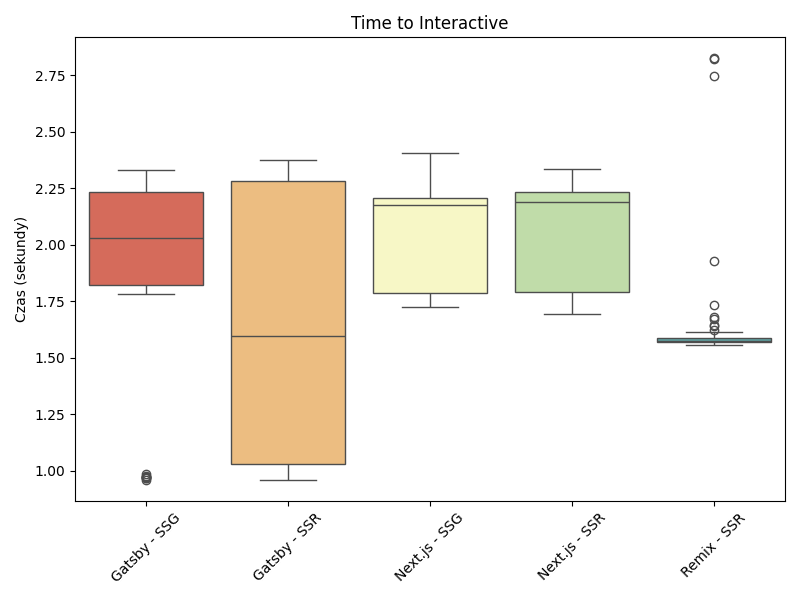 Time to Interactive
Czas (sekundy)
2.75
2.50
2.25
2.00
1.75
1.50
1.25
1.00
Gatsby - SSG
Gatsby - SSR
Next.js - SSG
Next.js - SSR
Remix - SSR